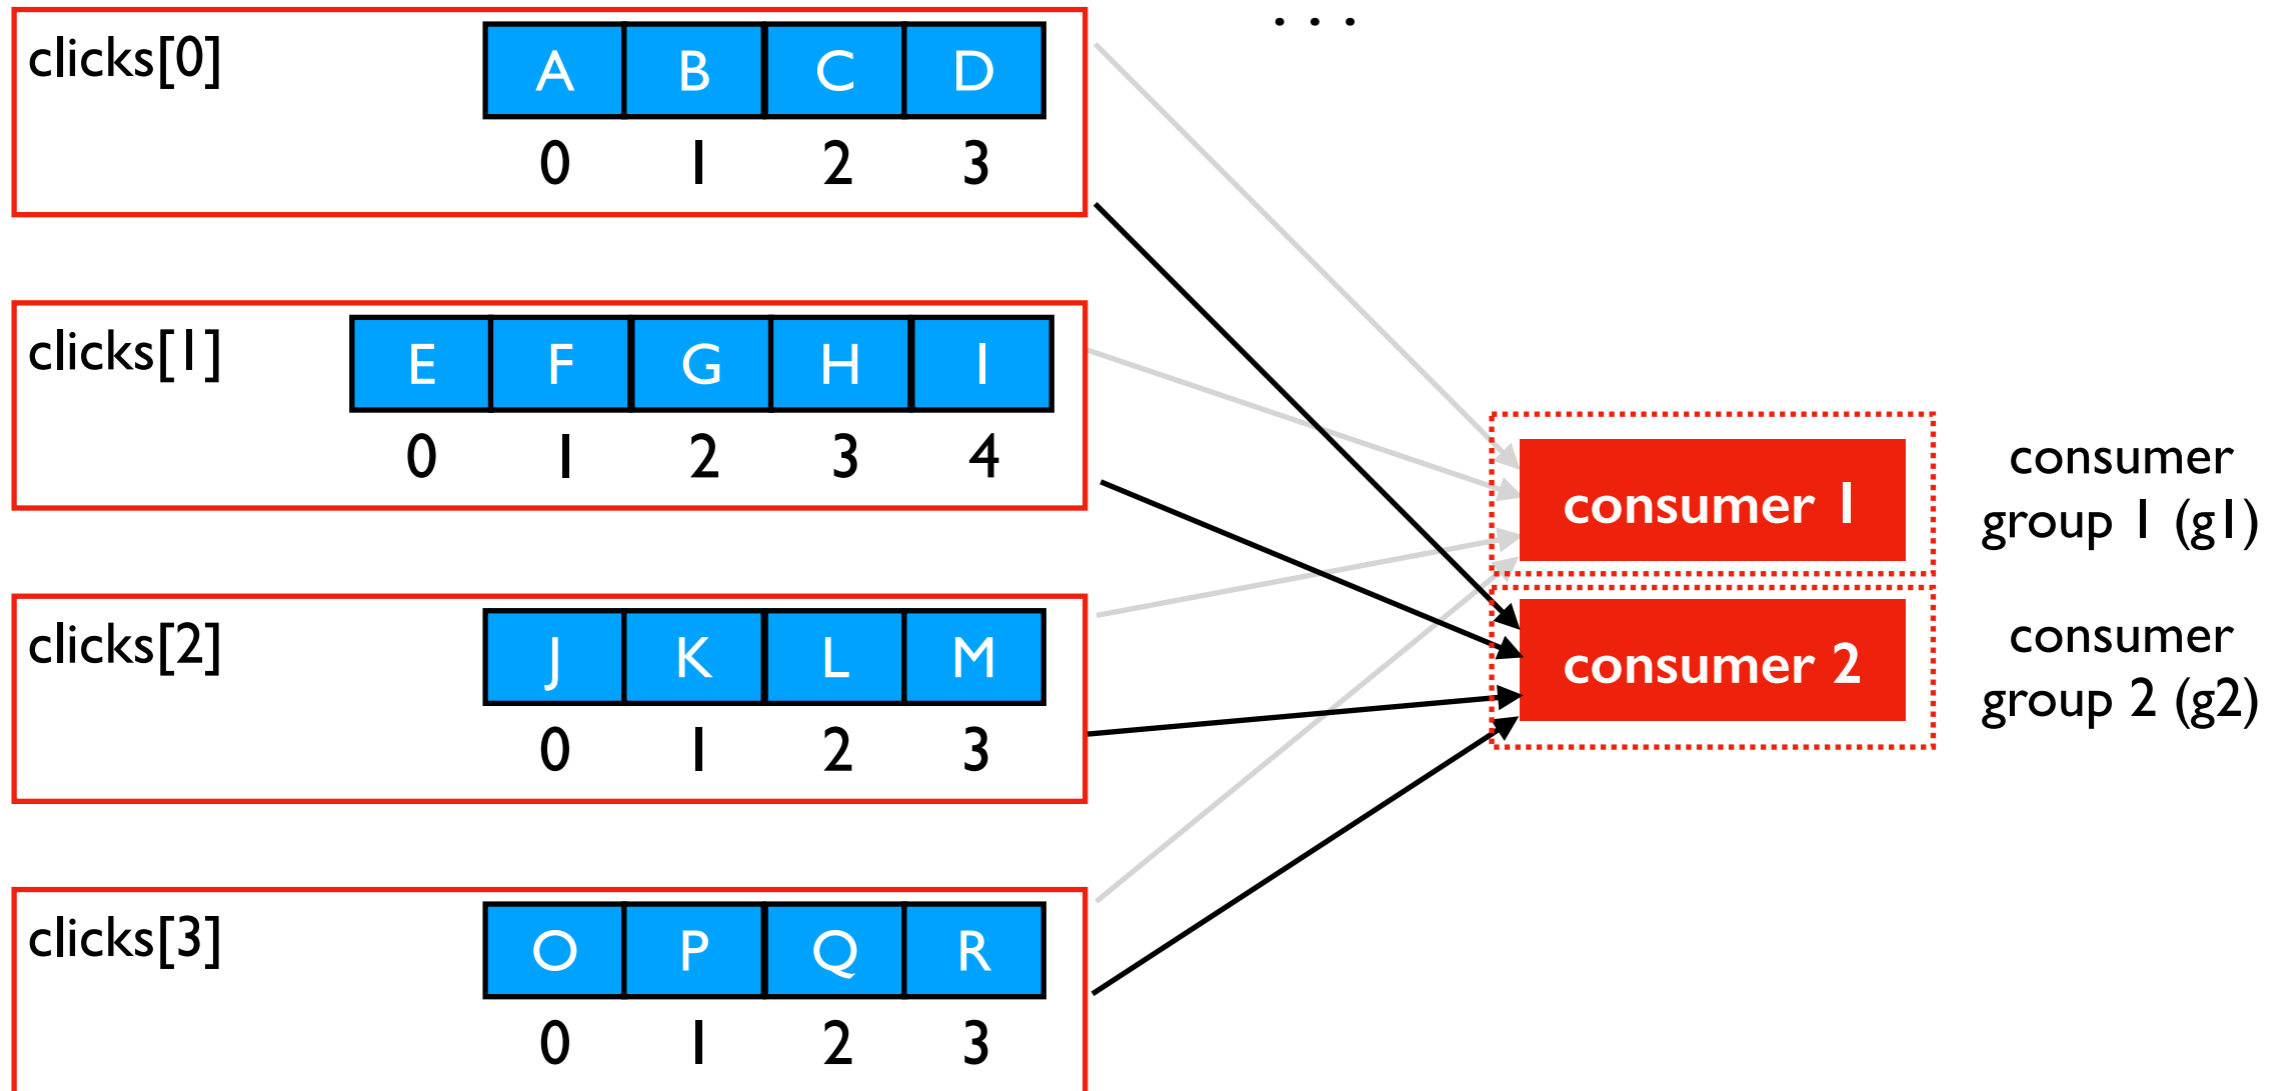 . . .
clicks[0]
A B C D
0 1 2 3
clicks[1]
E F G H I
0 1 2 3 4
consumer 1
consumer
group 1 (g1)
clicks[2]
J K L M
0 1 2 3
consumer 2
consumer
group 2 (g2)
clicks[3]
O P Q R
0 1 2 3